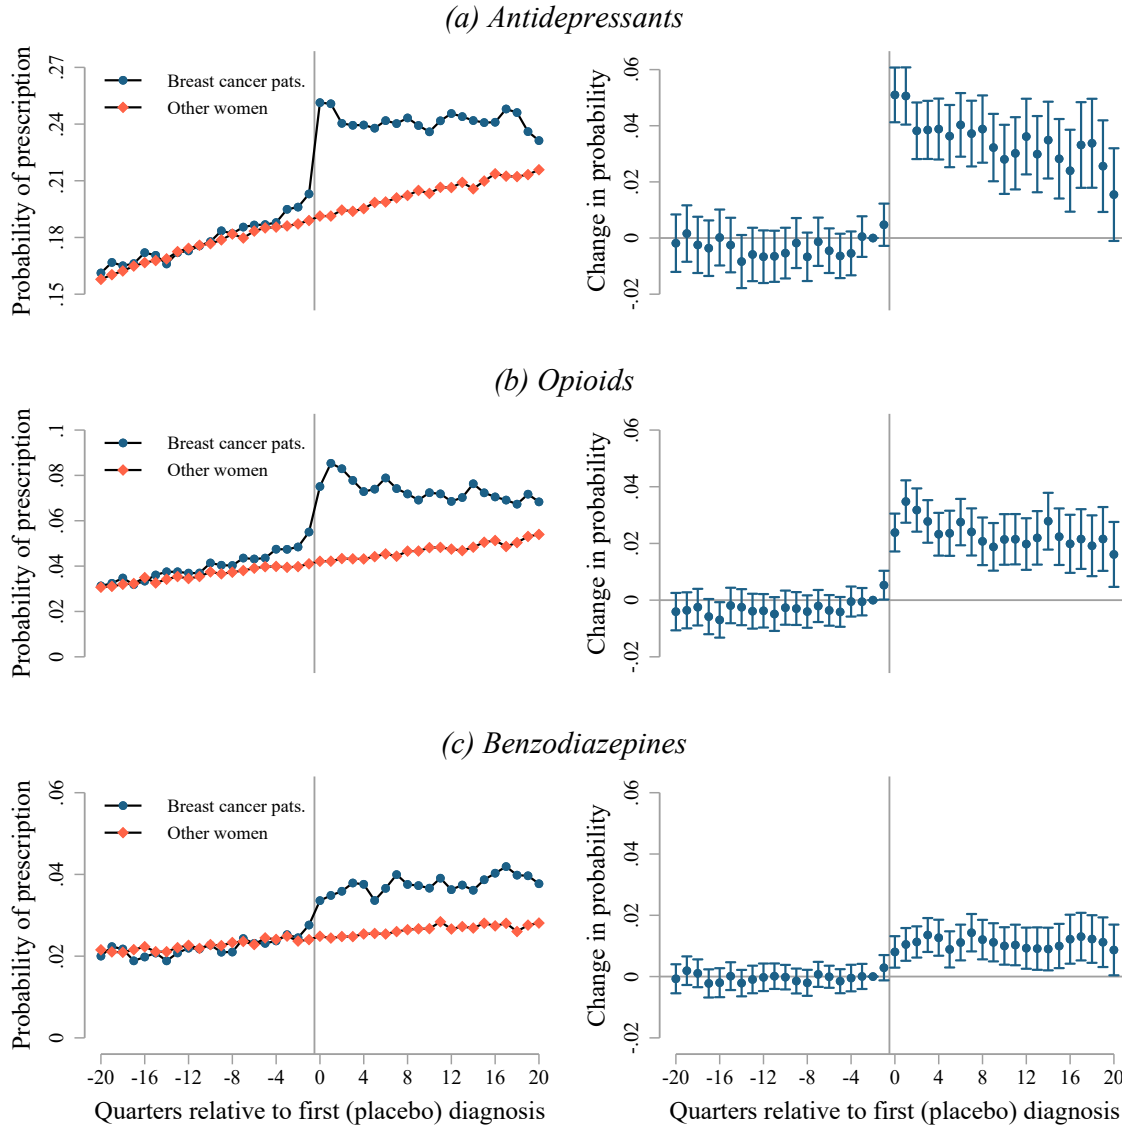 (a) Antidepressants
Probability of prescription
.27
.24
.21
.18
.15
Breast cancer pats.
Other women
Change in probability
.06
.04
.02
0
-.02
(b) Opioids
Probability of prescription
.1
.08
.06
.04
.02
0
Breast cancer pats.
Other women
Change in probability
.06
.04
.02
0
-.02
(c) Benzodiazepines
Probability of prescription
.06
.04
.02
0
Breast cancer pats.
Other women
-20 -16 -12 -8 -4 0 4 8 12 16 20
Quarters relative to first (placebo) diagnosis
Change in probability
.06
.04
.02
0
-.02
-20 -16 -12 -8 -4 0 4 8 12 16 20
Quarters relative to first (placebo) diagnosis